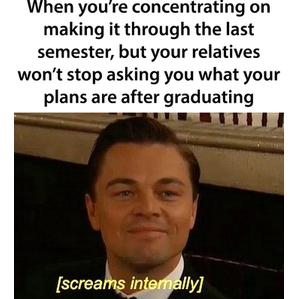 When you're concentrating on
making it through the last
semester, but your relatives
won't stop asking you what your
plans are after graduating
[screams internally]